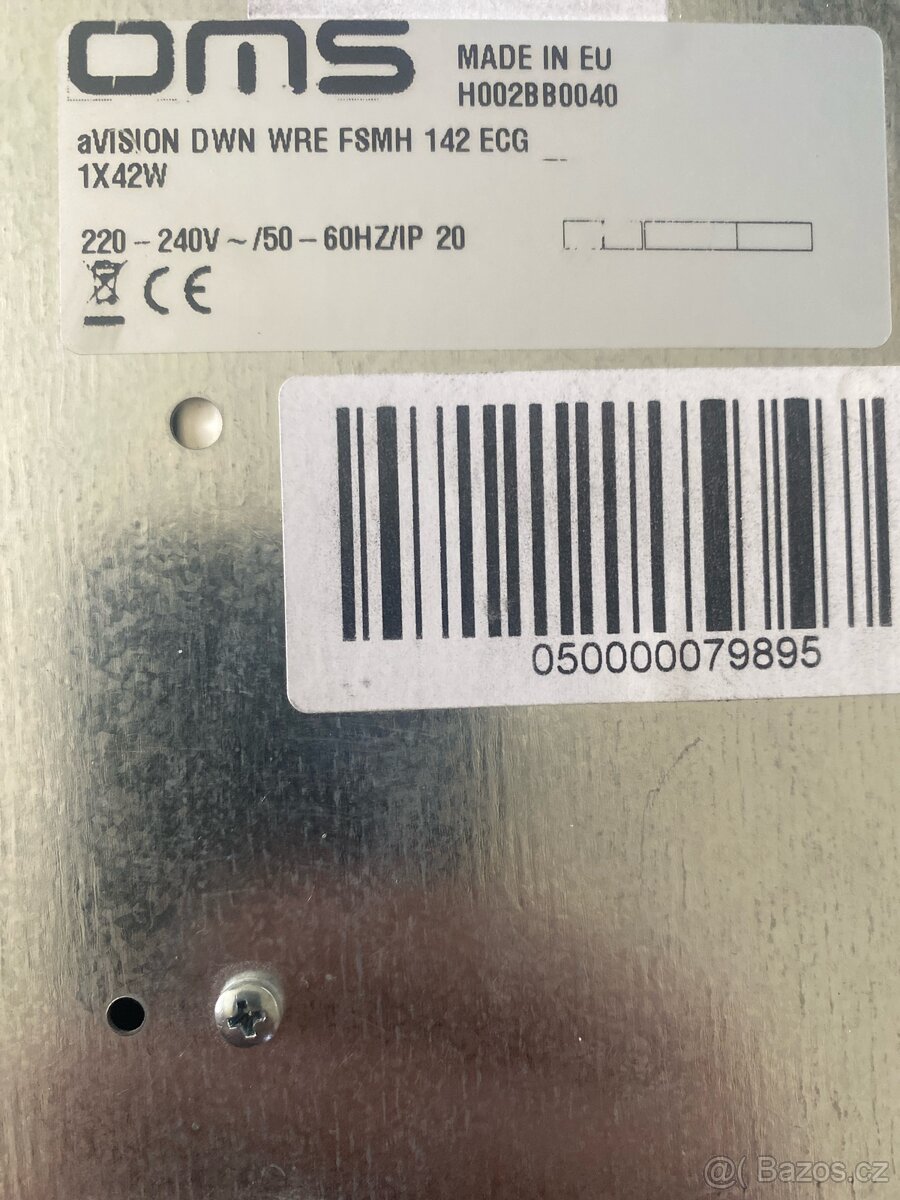 oms
MADE IN EU
H002BB0040
aVISION DWN WRE FSMH 142 ECG
1X42W
220 - 240V ~ /50 - 60HZ/IP 20
CE
050000079895
@( Bazos.cz